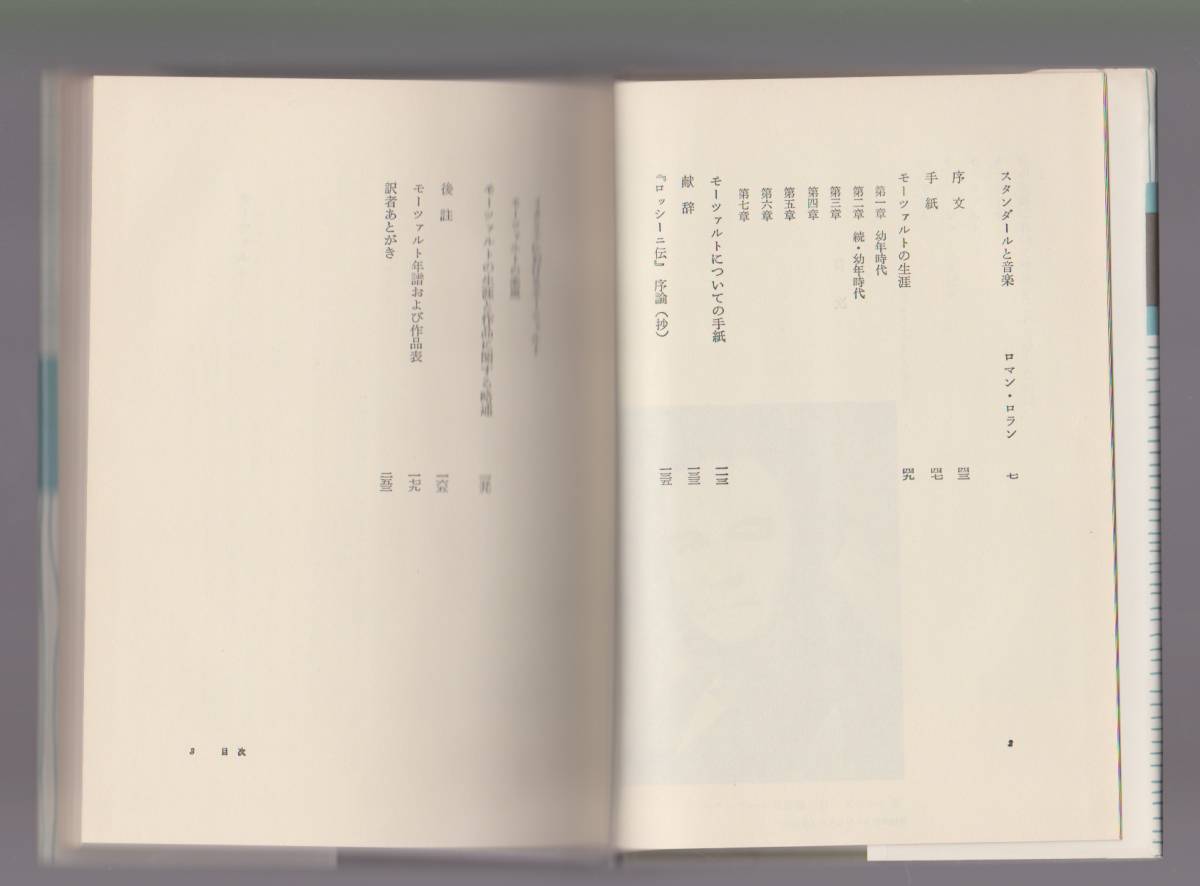 スタンダールと音楽 ロマン・ロラン 七
序文 四三
手紙 四七
モーツァルトの生涯 四九
第一章 幼年時代
第二章 続・幼年時代
第三章
第四章
第五章
第六章
第七章
モーツァルトについての手紙 一一三
献辞 一三三
『ロッシーニ伝』序論(抄) 一三五
2
モーツァルトの生涯と作品に関する
後註 一六五
モーツァルト年譜および作品表 一七九
訳者あとがき 二五三
3 目次